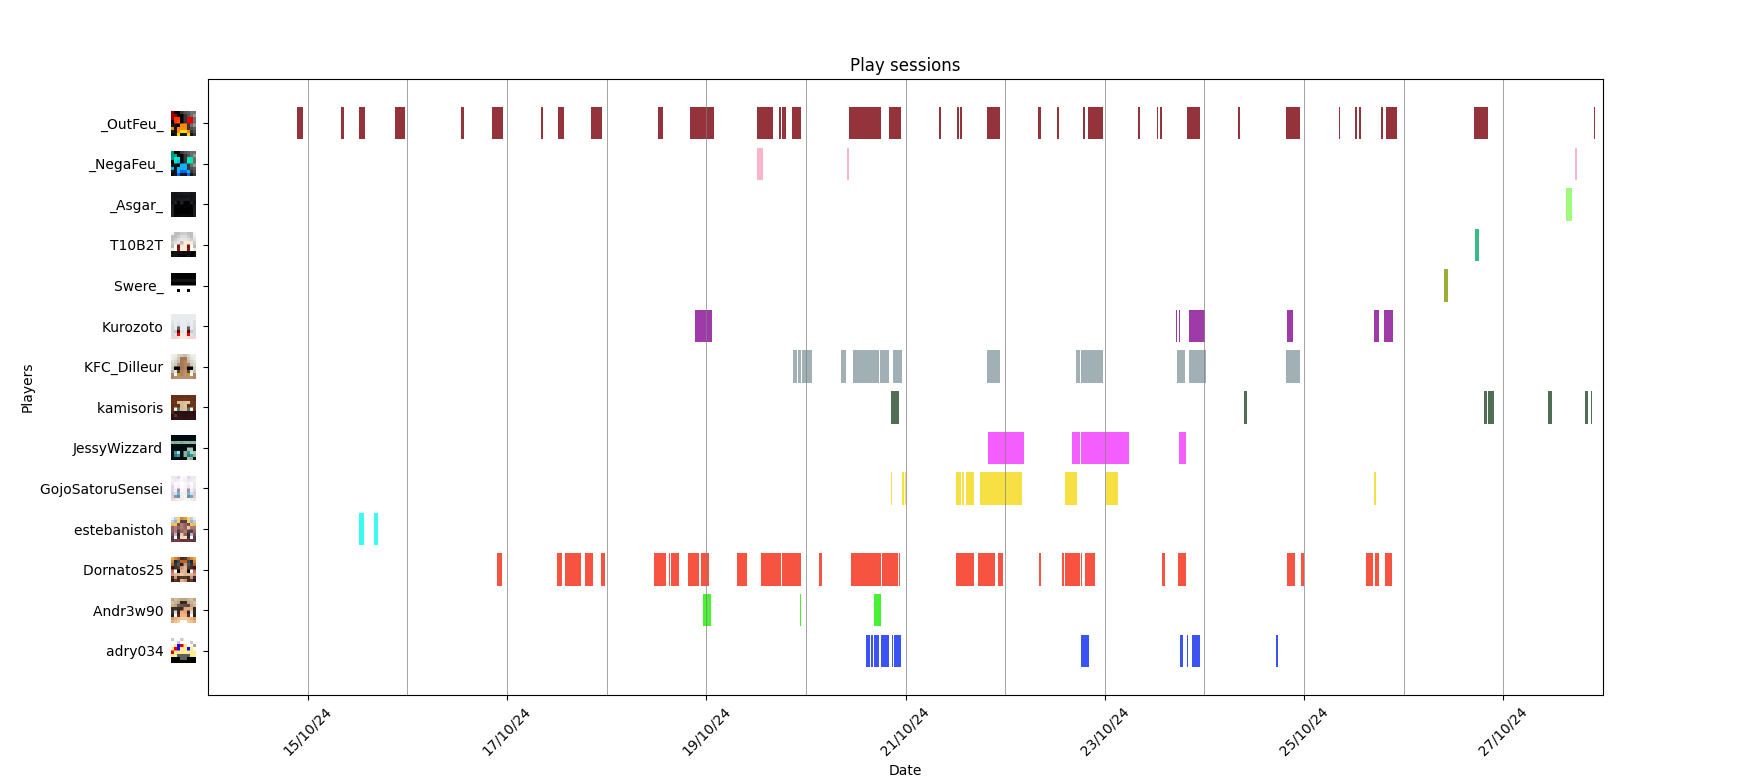 Play sessions
_OutFeu_
_NegaFeu_
_Asgar_
T10B2T
Swere_
Kurozoto
KFC_Dilleur
kamisoris
JessyWizzard
GojoSatoruSensei
estebanistoh
Dornatos25
Andr3w90
adry034
Players
15/10/24
17/10/24
19/10/24
21/10/24
23/10/24
25/10/24
27/10/24
Date